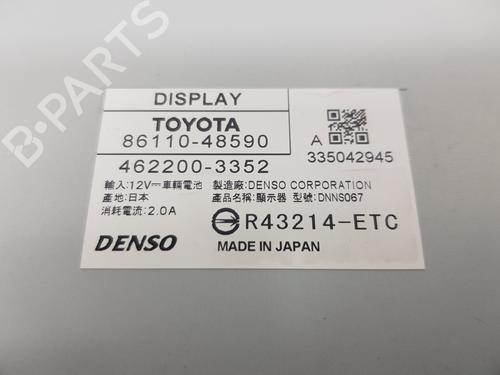 B-PARTS
DISPLAY
TOYOTA
86110-48590
462200-3352
A
335042945
輸入:12V⎓車輛電池 製造廠:DENSO CORPORATION
產地:日本 產品名稱:顯示器 型號:DNNS067
消耗電流:2.0A
R43214-ETC
DENSO
MADE IN JAPAN